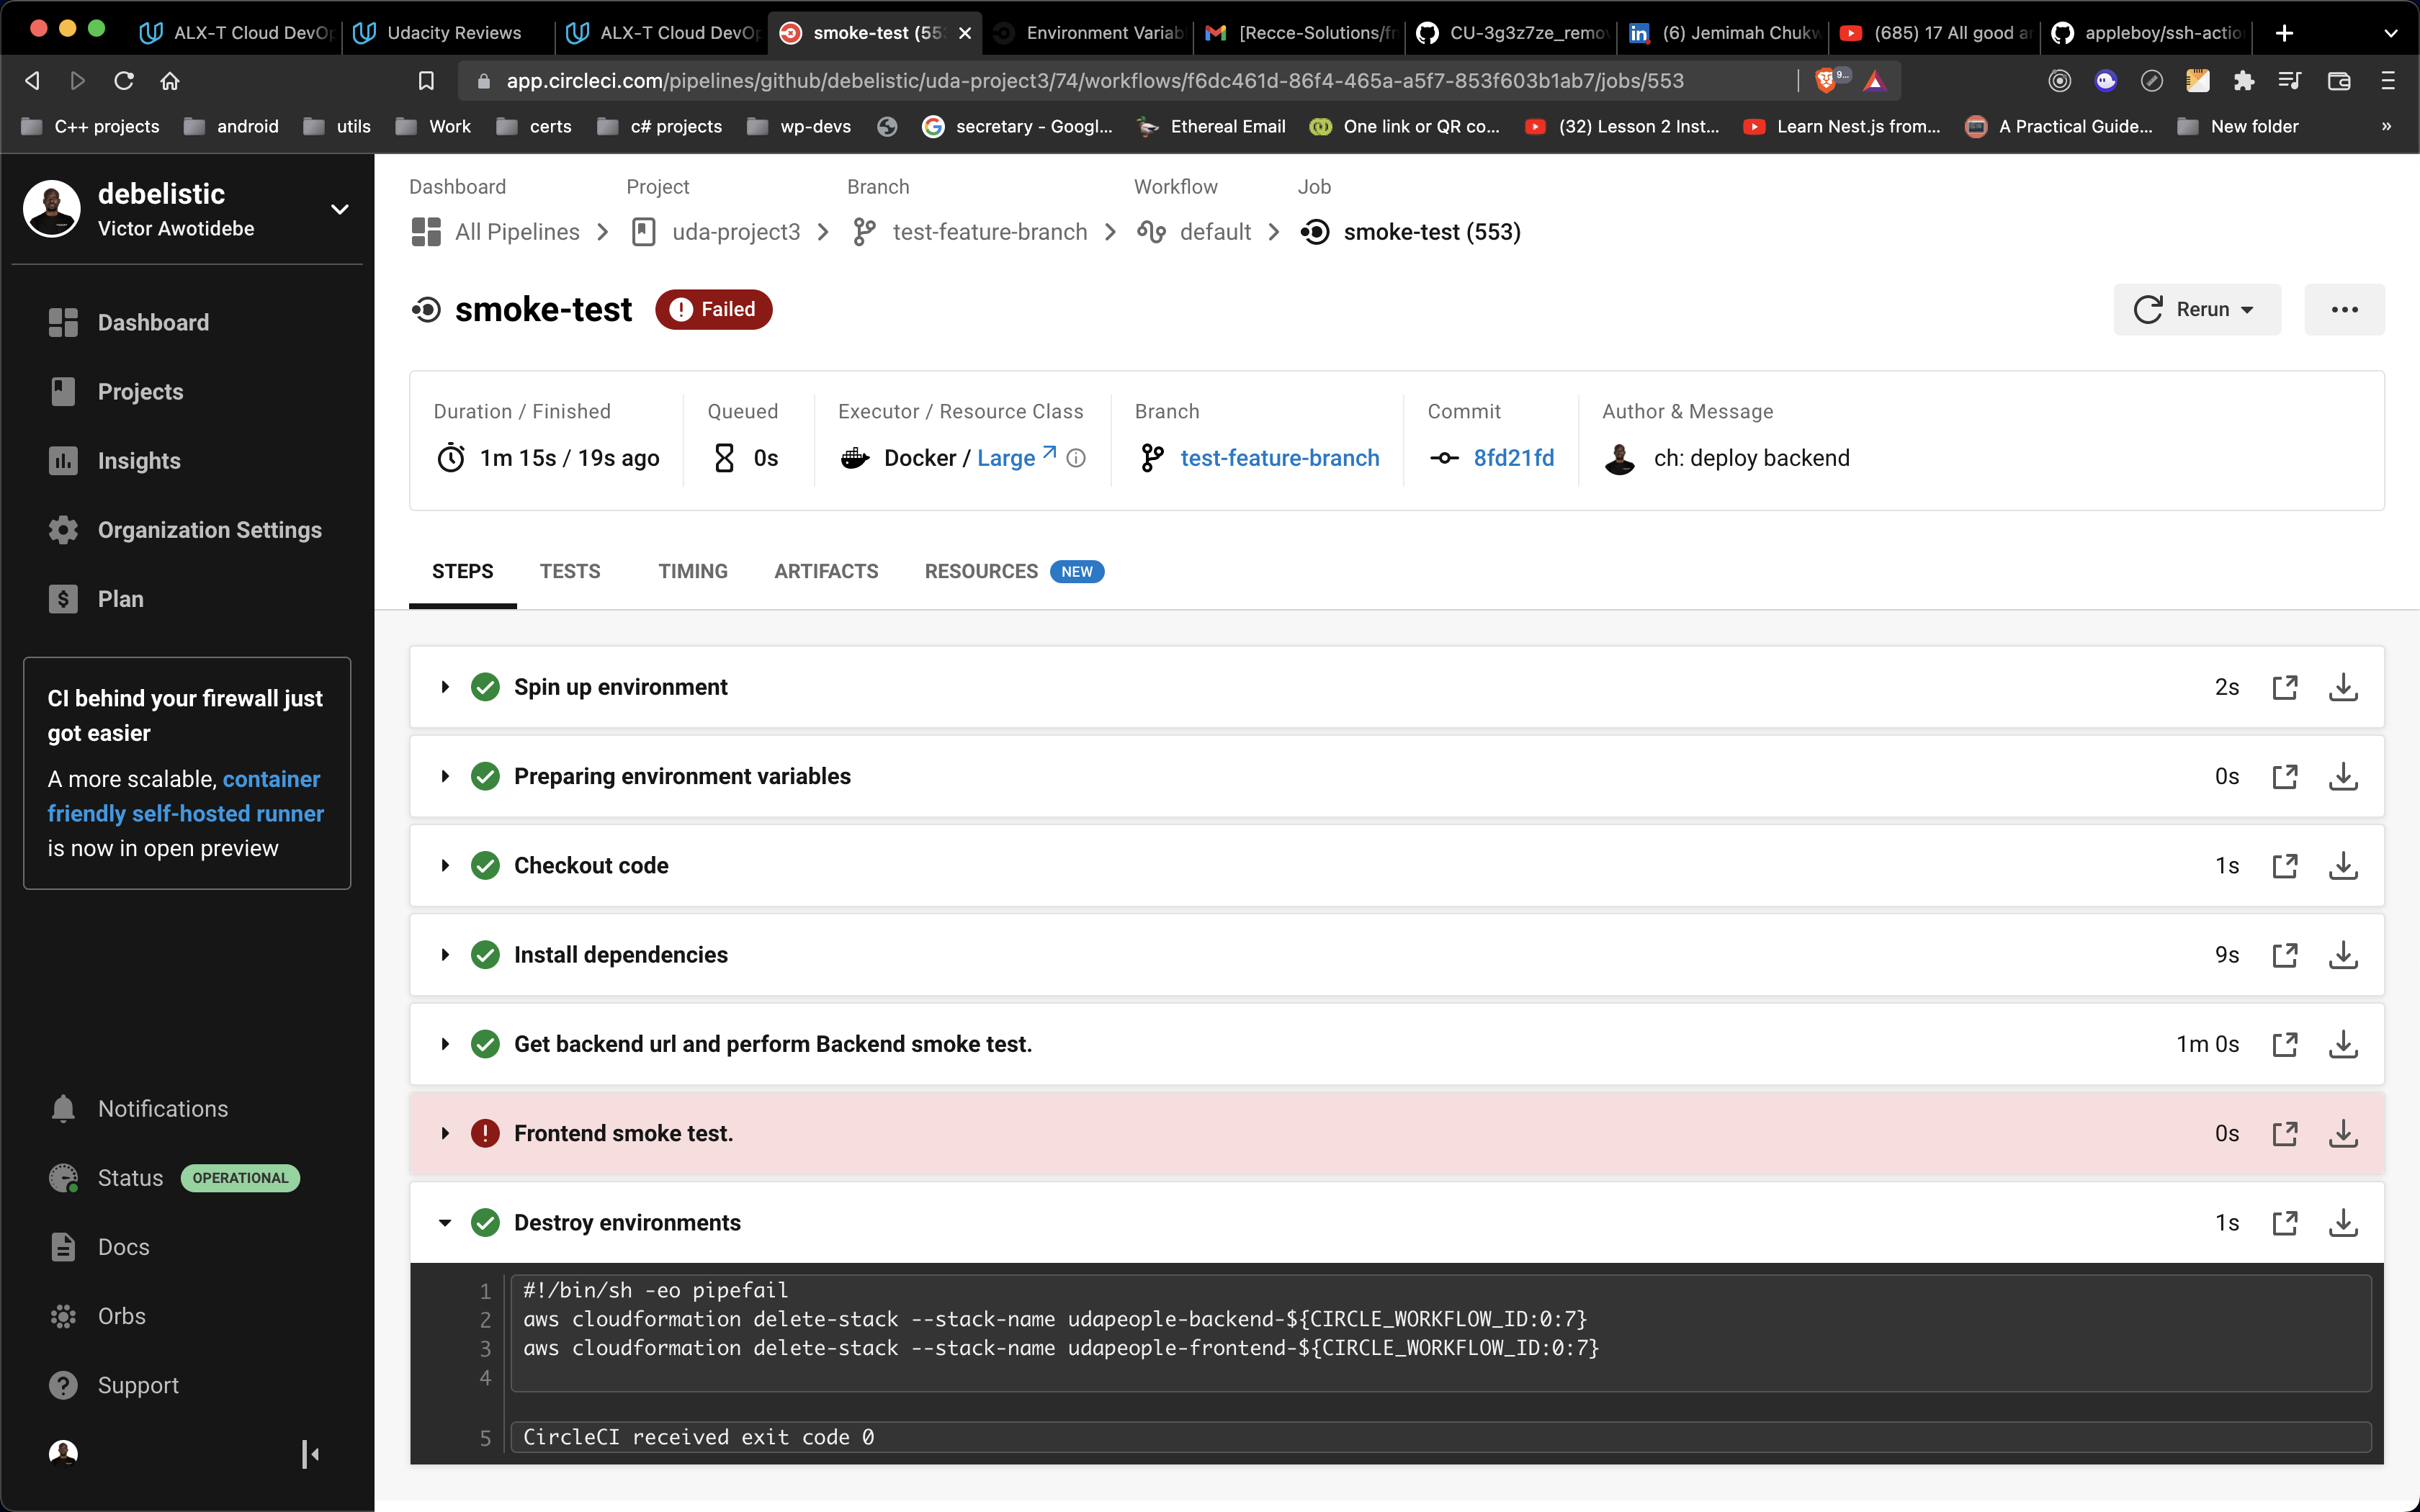 ALX-T Cloud DevOp
Udacity Reviews
ALX-T Cloud DevOp
smoke-test (553
Environment Variab
[Recce-Solutions/fr
CU-3g3z7ze_remov
(6) Jemimah Chukw
(685) 17 All good a
appleboy/ssh-actio
app.circleci.com/pipelines/github/debelistic/uda-project3/74/workflows/f6dc461d-86f4-465a-a5f7-853f603b1ab7/jobs/553
9...
C++ projects
android
utils
Work
certs
c# projects
wp-devs
secretary - Googl...
Ethereal Email
One link or QR co...
(32) Lesson 2 Inst...
Learn Nest.js from...
A Practical Guide...
New folder
»
debelistic
Victor Awotidebe
Dashboard
Projects
Insights
Organization Settings
Plan
CI behind your firewall just
got easier
A more scalable, container
friendly self-hosted runner
is now in open preview
Notifications
Status OPERATIONAL
Docs
Orbs
Support
Dashboard Project Branch Workflow Job
All Pipelines uda-project3 test-feature-branch default smoke-test (553)
smoke-test Failed
Rerun
Duration / Finished Queued Executor / Resource Class Branch Commit Author & Message
1m 15s / 19s ago 0s Docker / Large test-feature-branch 8fd21fd ch: deploy backend
STEPS TESTS TIMING ARTIFACTS RESOURCES NEW
Spin up environment 2s
Preparing environment variables 0s
Checkout code 1s
Install dependencies 9s
Get backend url and perform Backend smoke test. 1m 0s
Frontend smoke test. 0s
Destroy environments 1s
1 #!/bin/sh -eo pipefail
2 aws cloudformation delete-stack --stack-name udapeople-backend-${CIRCLE_WORKFLOW_ID:0:7}
3 aws cloudformation delete-stack --stack-name udapeople-frontend-${CIRCLE_WORKFLOW_ID:0:7}
4
5 CircleCI received exit code 0